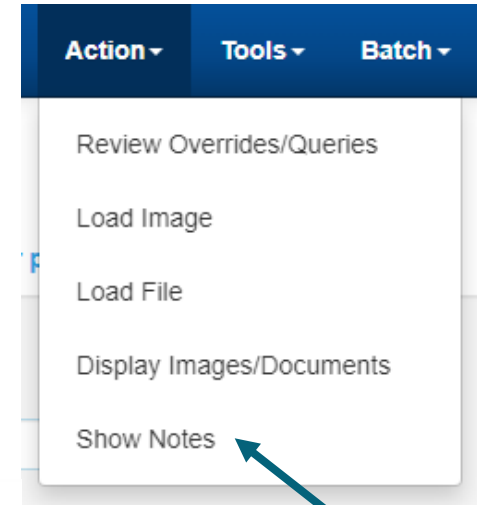 Action Tools Batch
Review Overrides/Queries
Load Image
Load File
Display Images/Documents
Show Notes